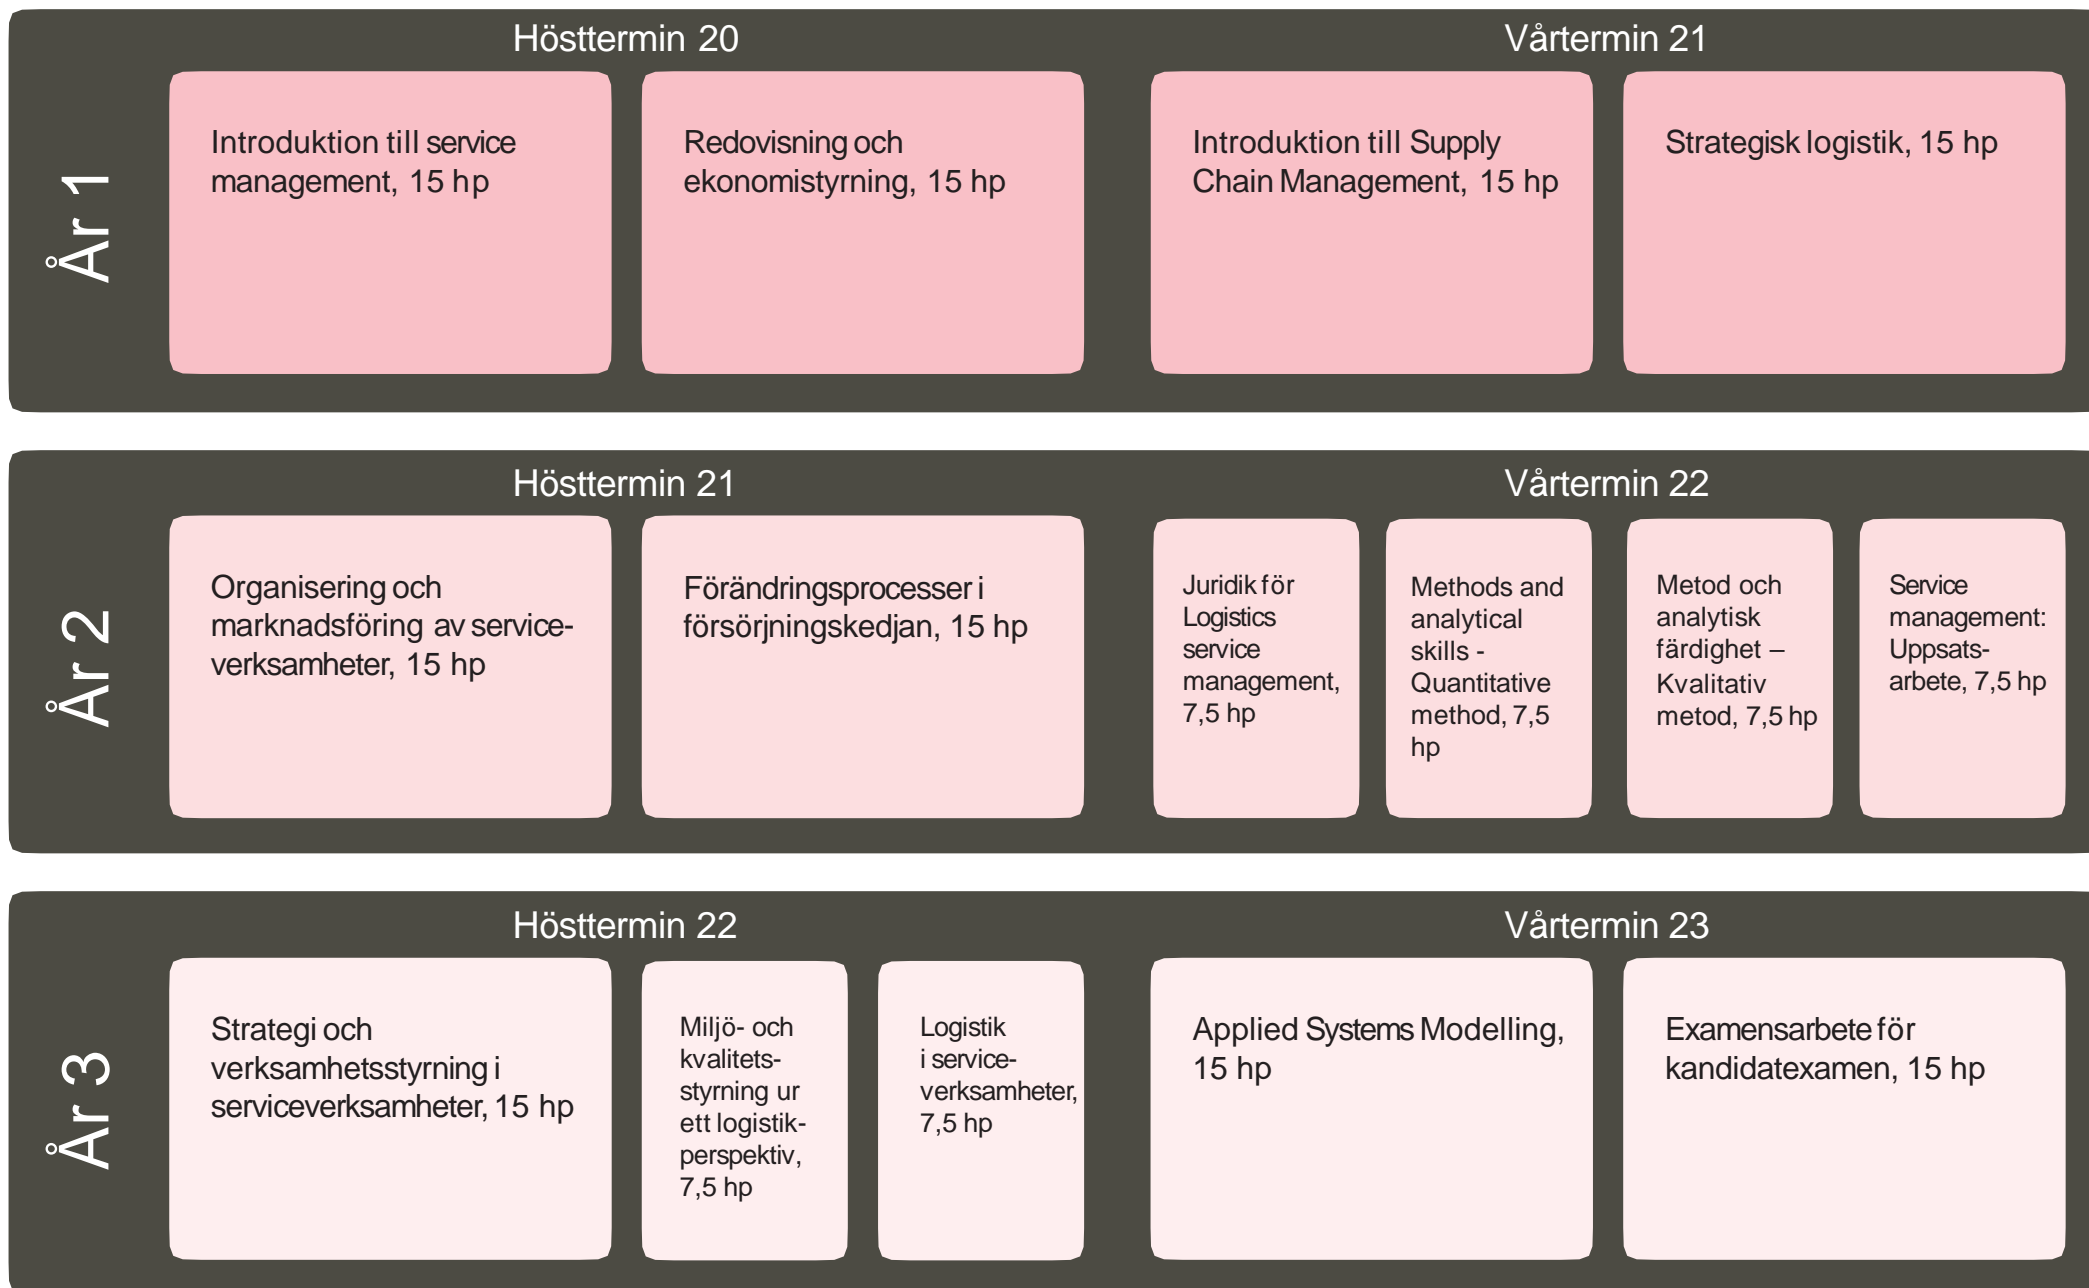 År 1
Hösttermin 20
Introduktion till service
management, 15 hp
Redovisning och
ekonomistyrning, 15 hp
Vårtermin 21
Introduktion till Supply
Chain Management, 15 hp
Strategisk logistik, 15 hp
År 2
Hösttermin 21
Organisering och
marknadsföring av service-
verksamheter, 15 hp
Förändringsprocesser i
försörjningskedjan, 15 hp
Vårtermin 22
Juridik för
Logistics
service
management,
7,5 hp
Methods and
analytical
skills -
Quantitative
method, 7,5
hp
Metod och
analytisk
färdighet –
Kvalitativ
metod, 7,5 hp
Service
management:
Uppsats-
arbete, 7,5 hp
År 3
Hösttermin 22
Strategi och
verksamhetsstyrning i
serviceverksamheter, 15 hp
Miljö- och
kvalitets-
styrning ur
ett logistik-
perspektiv,
7,5 hp
Logistik
i service-
verksamheter,
7,5 hp
Vårtermin 23
Applied Systems Modelling,
15 hp
Examensarbete för
kandidatexamen, 15 hp